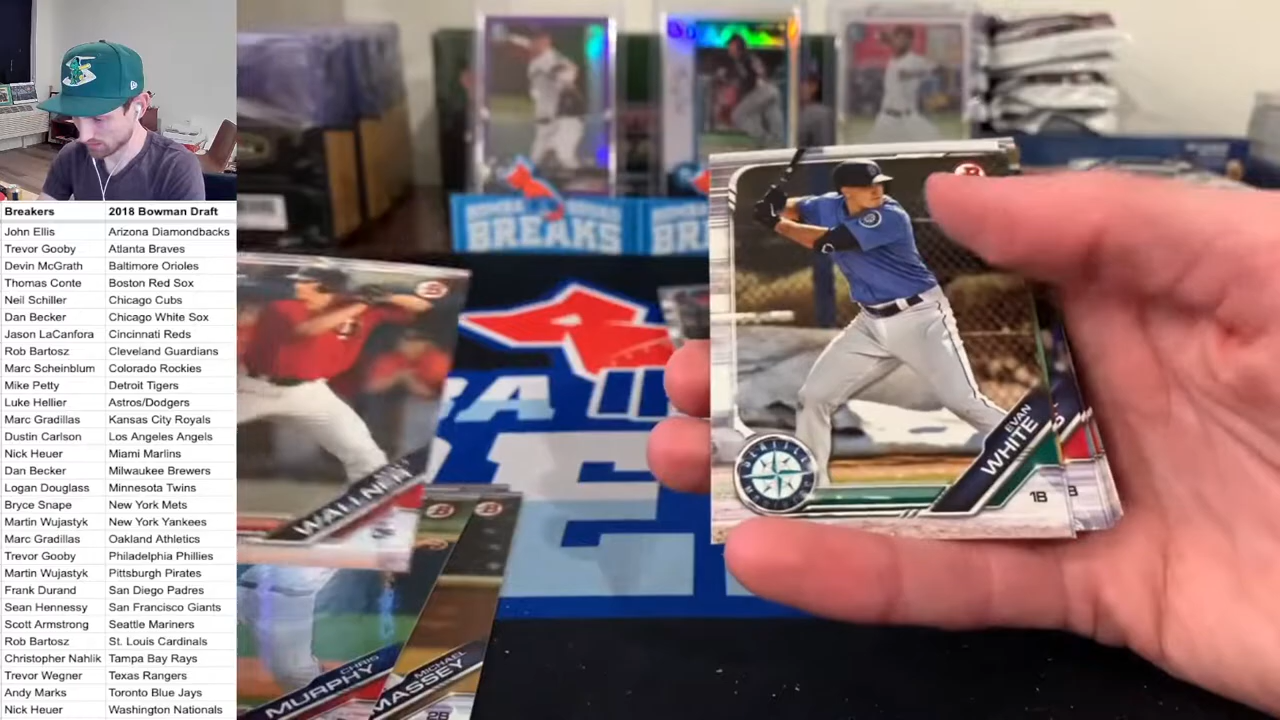 Breakers 2018 Bowman Draft
John Ellis Arizona Diamondbacks
Trevor Gooby Atlanta Braves
Devin McGrath Baltimore Orioles
Thomas Conte Boston Red Sox
Neil Schiller Chicago Cubs
Dan Becker Chicago White Sox
Jason LaCanfora Cincinnati Reds
Rob Bartosz Cleveland Guardians
Marc Scheinblum Colorado Rockies
Mike Petty Detroit Tigers
Luke Hellier Astros/Dodgers
Marc Gradillas Kansas City Royals
Dustin Carlson Los Angeles Angels
Nick Heuer Miami Marlins
Dan Becker Milwaukee Brewers
Logan Douglass Minnesota Twins
Bryce Snape New York Mets
Martin Wujastyk New York Yankees
Marc Gradillas Oakland Athletics
Trevor Gooby Philadelphia Phillies
Martin Wujastyk Pittsburgh Pirates
Frank Durand San Diego Padres
Sean Hennessy San Francisco Giants
Scott Armstrong Seattle Mariners
Rob Bartosz St. Louis Cardinals
Christopher Nahlik Tampa Bay Rays
Trevor Wegner Texas Rangers
Andy Marks Toronto Blue Jays
Nick Heuer Washington Nationals
BREAKS
BR
EVAN
WHITE
1B
SEATTLE
WALLNER
CHRIS
MURPHY
MICHAEL
MASSEY
2B